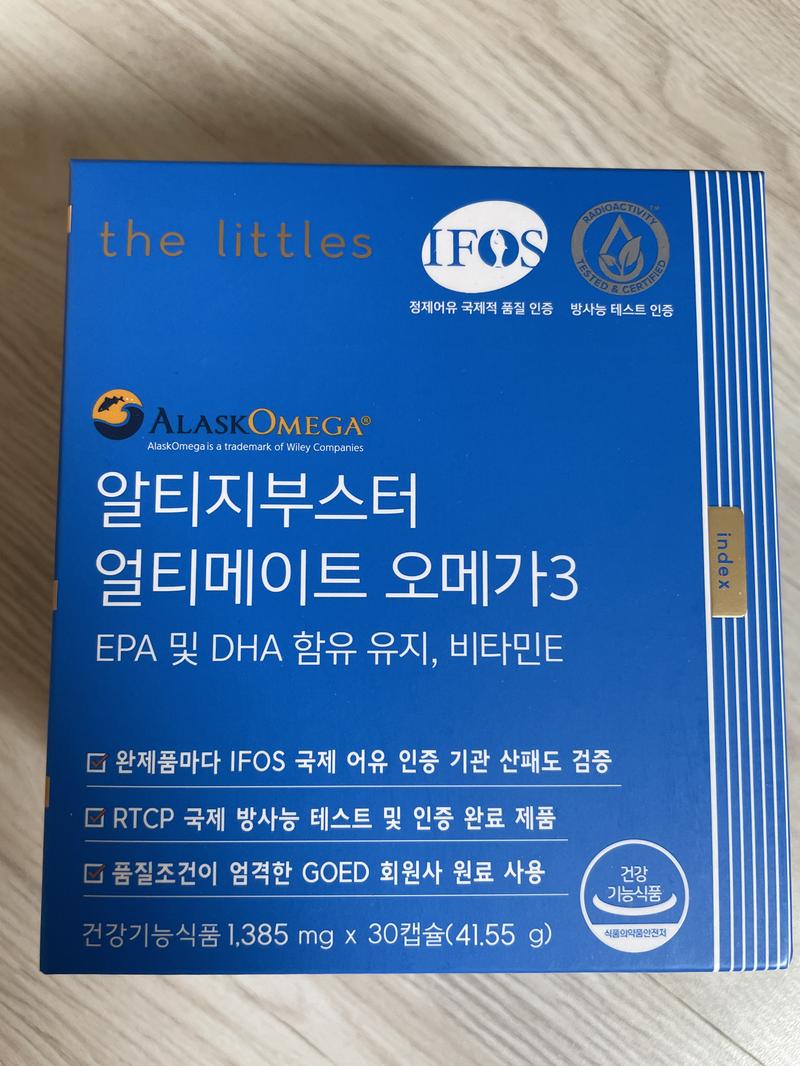 the littles
IFOS
정제어유 국제적 품질 인증
RADIOACTIVITY™
TESTED & CERTIFIED
방사능 테스트 인증
ALASKOMEGA®
AlaskOmega is a trademark of Wiley Companies
알티지부스터
얼티메이트 오메가3
EPA 및 DHA 함유 유지, 비타민E
index
완제품마다 IFOS 국제 어유 인증 기관 산패도 검증
RTCP 국제 방사능 테스트 및 인증 완료 제품
품질조건이 엄격한 GOED 회원사 원료 사용
건강기능식품 1,385 mg x 30캡슐(41.55 g)
건강
기능식품
식품의약품안전처